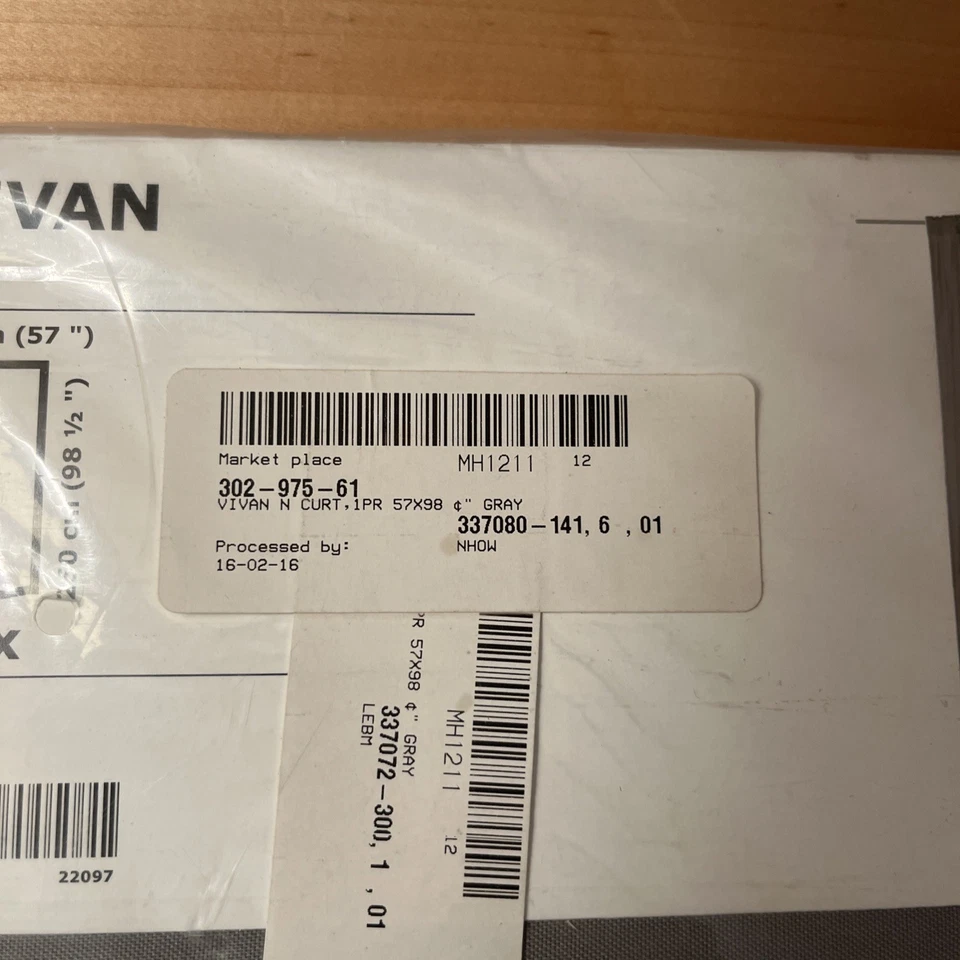 VAN
(57 ")
(98 ½ ")
Market place MH1211 12
302-975-61
VIVAN N CURT,1PR 57X98 ¢" GRAY
337080-141, 6 , 01
Processed by: NHOW
16-02-16
x
PR 57X98 ¢" GRAY
MH1211 12
337072-300, 1 , 01
LEBM
22097